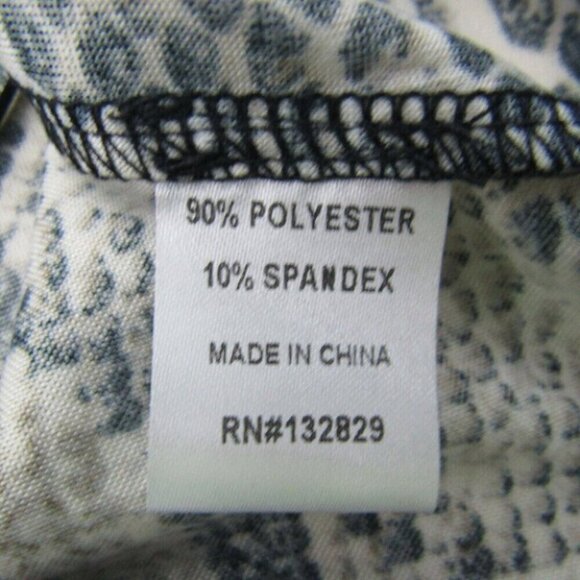 90% POLYESTER
10% SPANDEX
MADE IN CHINA
RN#132829